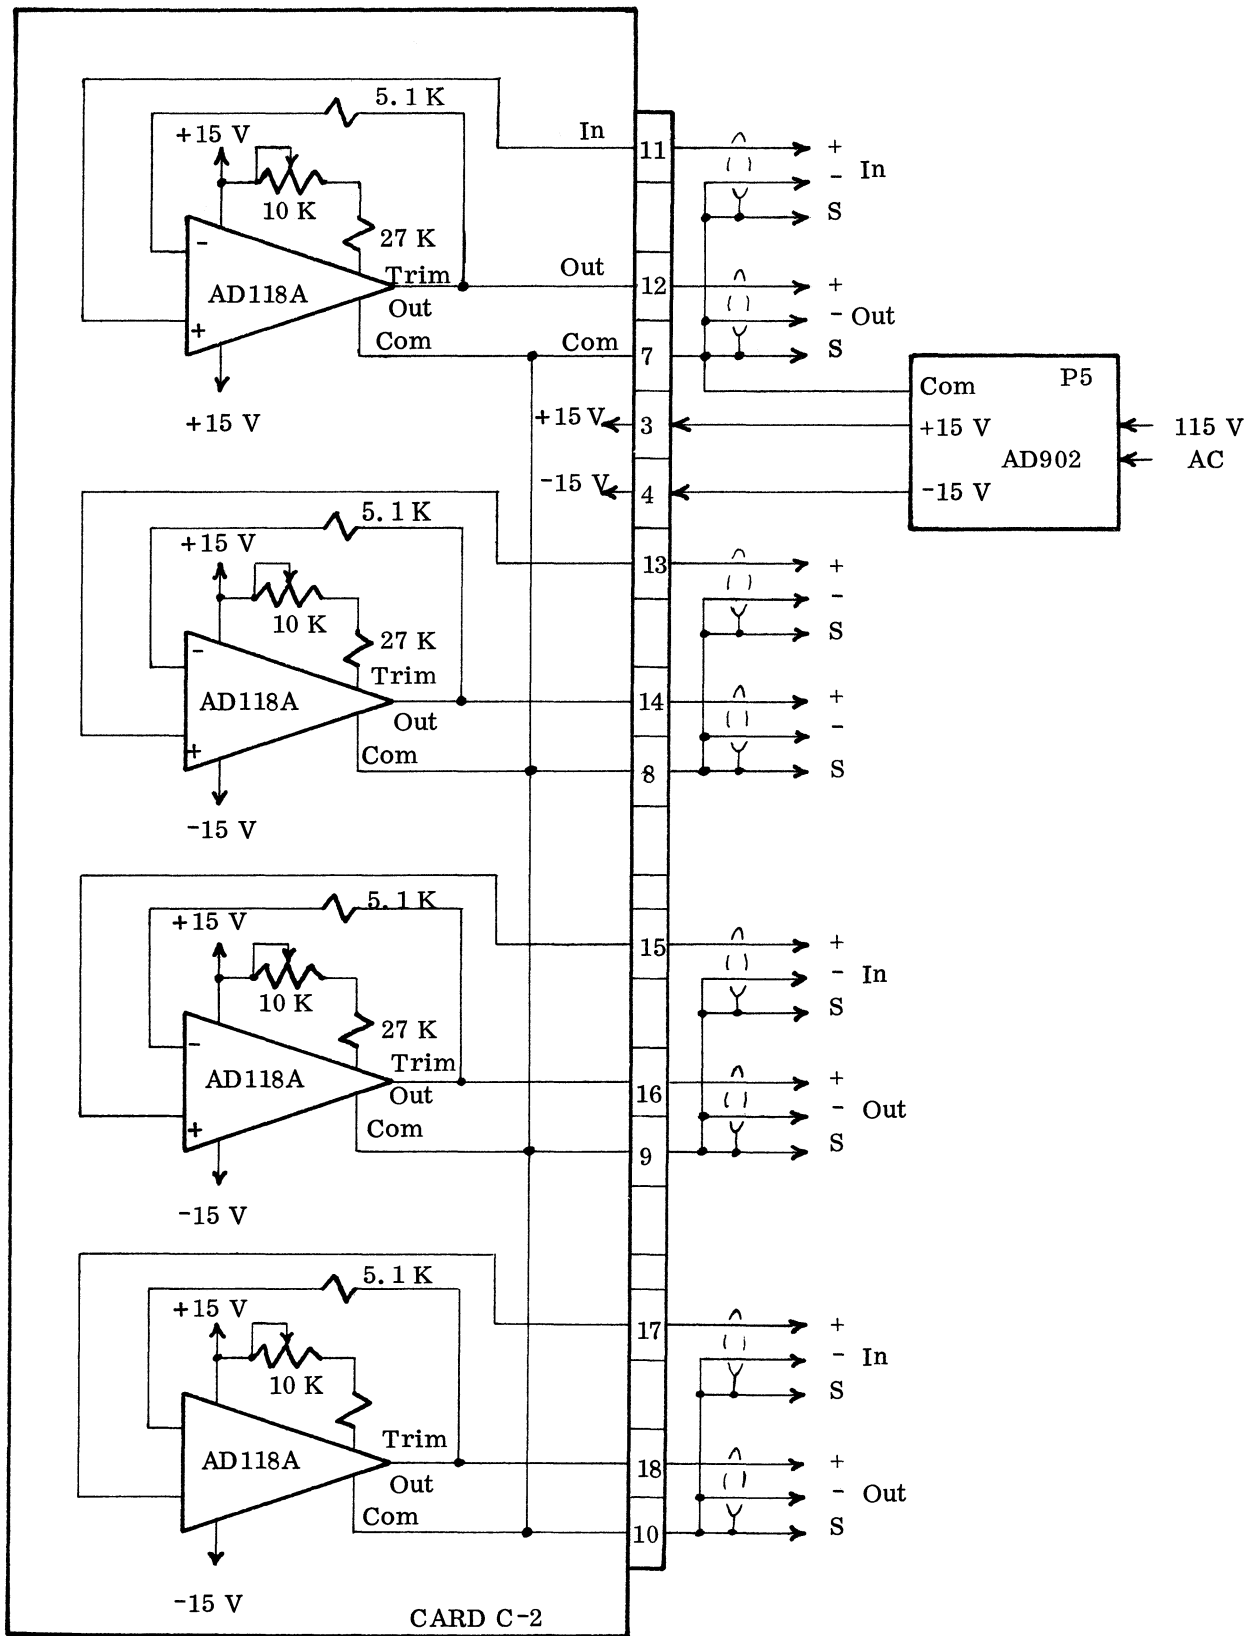 5.1 K
In
+15 V
11
+
- In
S
10 K
27 K
-
AD118A
Trim
Out
Out
12
+
- Out
S
+
Com
Com
7
+15 V
+15 V
3
-15 V
4
Com
P5
+15 V
AD902
-15 V
115 V
AC
5.1 K
+15 V
13
+
-
S
10 K
27 K
-
AD118A
Trim
Out
14
+
-
S
+
Com
8
-15 V
5.1 K
+15 V
15
+
- In
S
10 K
27 K
-
AD118A
Trim
Out
16
+
- Out
S
+
Com
9
-15 V
5.1 K
+15 V
17
+
- In
S
10 K
AD118A
Trim
Out
18
+
- Out
S
Com
10
-15 V
CARD C-2